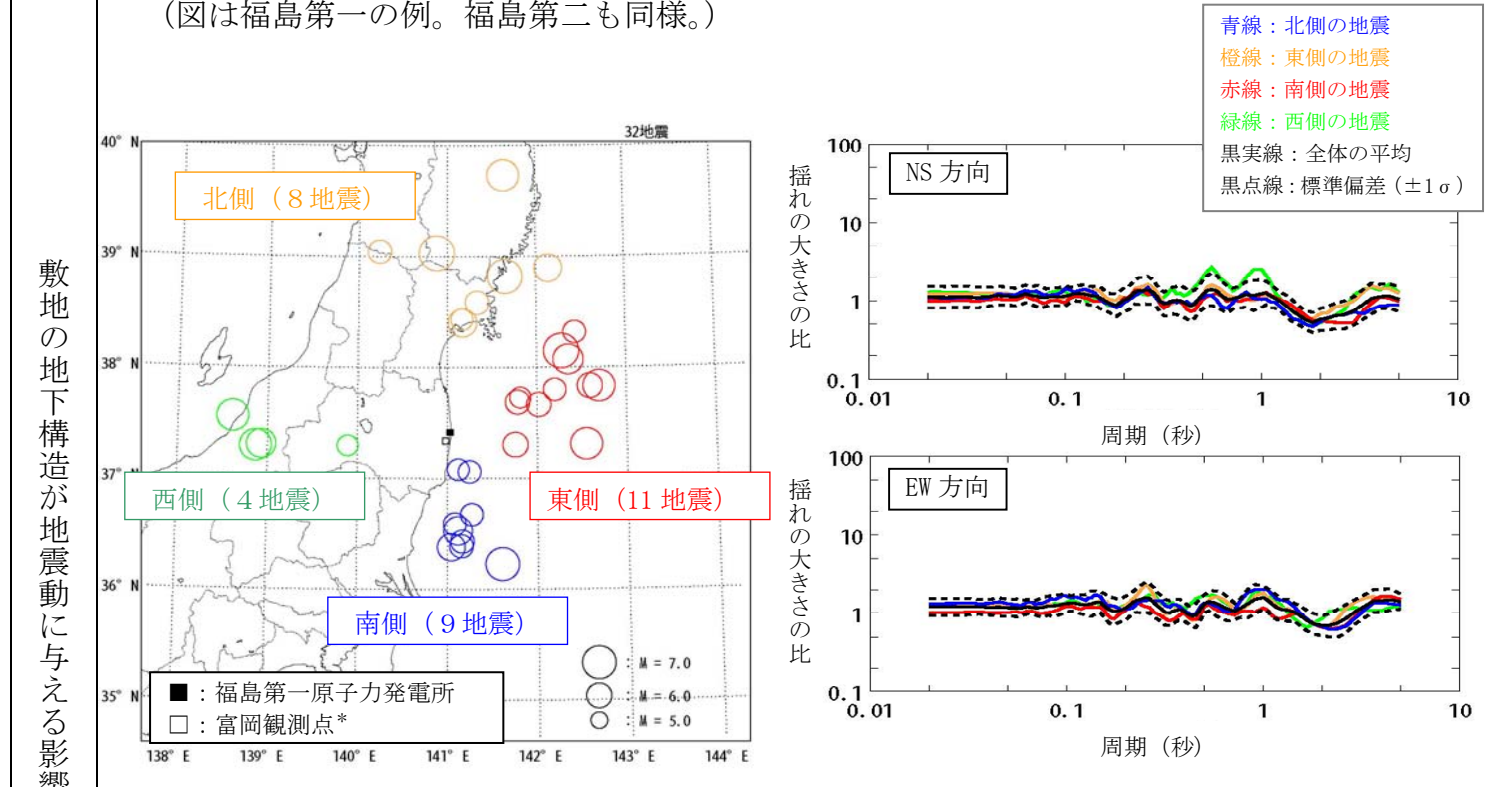 （図は福島第一の例。福島第二も同様。）
敷地の地下構造が地震動に与える影響
32地震
40° N
39° N
38° N
37° N
36° N
35° N
138° E
139° E
140° E
141° E
142° E
143° E
144° E
北側（８地震）
西側（４地震）
東側（11 地震）
南側（９地震）
■：福島第一原子力発電所
□：富岡観測点*
: M = 7.0
: M = 6.0
: M = 5.0
青線：北側の地震
橙線：東側の地震
赤線：南側の地震
緑線：西側の地震
黒実線：全体の平均
黒点線：標準偏差（±1σ）
NS 方向
揺れの大きさの比
100
10
1
0.1
0.01
0.1
1
10
周期（秒）
EW 方向
揺れの大きさの比
100
10
1
0.1
0.01
0.1
1
10
周期（秒）